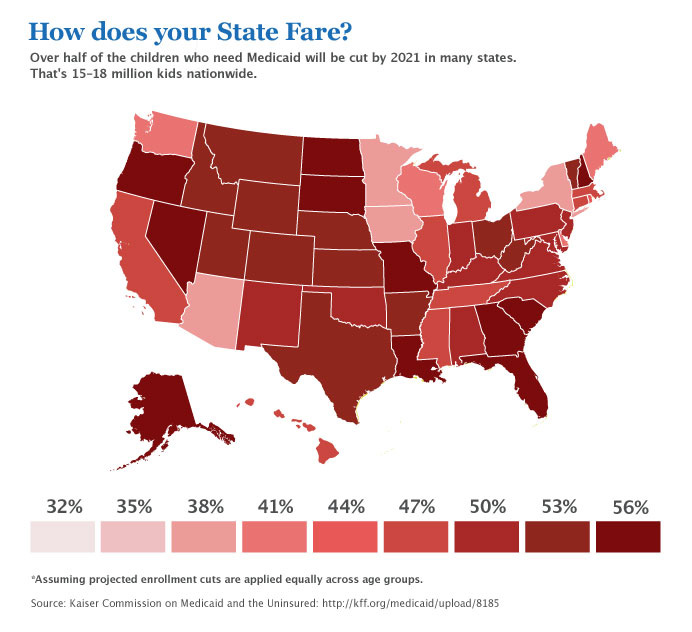 How does your State Fare?
Over half of the children who need Medicaid will be cut by 2021 in many states.
That's 15-18 million kids nationwide.
32% 35% 38% 41% 44% 47% 50% 53% 56%
*Assuming projected enrollment cuts are applied equally across age groups.
Source: Kaiser Commission on Medicaid and the Uninsured: http://kff.org/medicaid/upload/8185